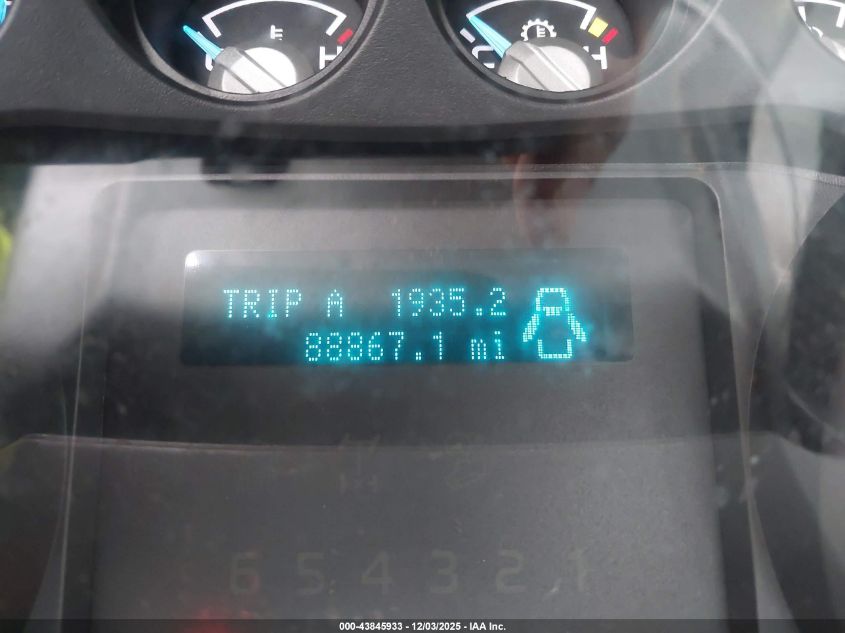 H
C H
TRIP A 1935.2
88867.1 mi
6 5 4 3 2 1
000-43845933 - 12/03/2025 - IAA Inc.